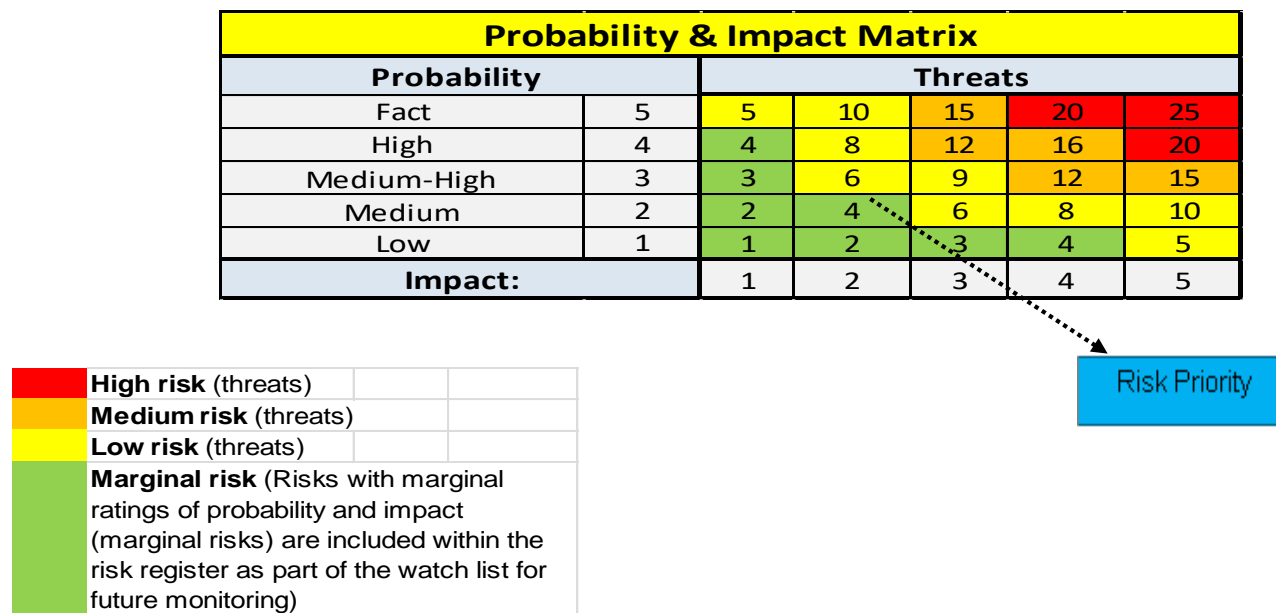 Probability & Impact Matrix
Probability Threats
Fact 5 5 10 15 20 25
High 4 4 8 12 16 20
Medium-High 3 3 6 9 12 15
Medium 2 2 4 6 8 10
Low 1 1 2 3 4 5
Impact: 1 2 3 4 5
Risk Priority
High risk (threats)
Medium risk (threats)
Low risk (threats)
Marginal risk (Risks with marginal
ratings of probability and impact
(marginal risks) are included within the
risk register as part of the watch list for
future monitoring)